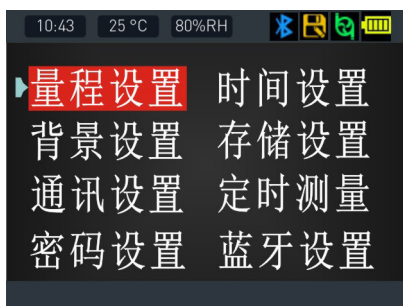 10:43 25 °C 80%RH
量程设置 时间设置
背景设置 存储设置
通讯设置 定时测量
密码设置 蓝牙设置